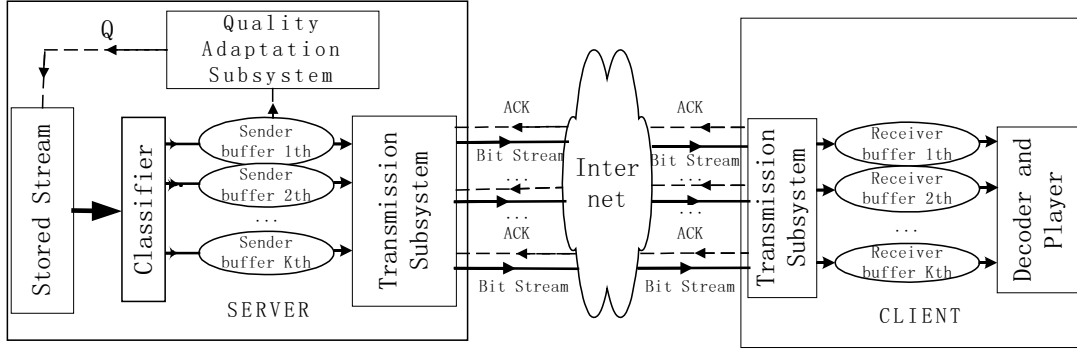 Q
Quality
Adaptation
Subsystem
Stored Stream
Classifier
Sender
buffer 1th
Sender
buffer 2th
...
Sender
buffer Kth
Transmission
Subsystem
SERVER
ACK
Bit Stream
...
...
ACK
Bit Stream
Inter
net
ACK
Bit Stream
...
...
ACK
Bit Stream
Transmission
Subsystem
Receiver
buffer 1th
Receiver
buffer 2th
...
Receiver
buffer Kth
Decoder and
Player
CLIENT